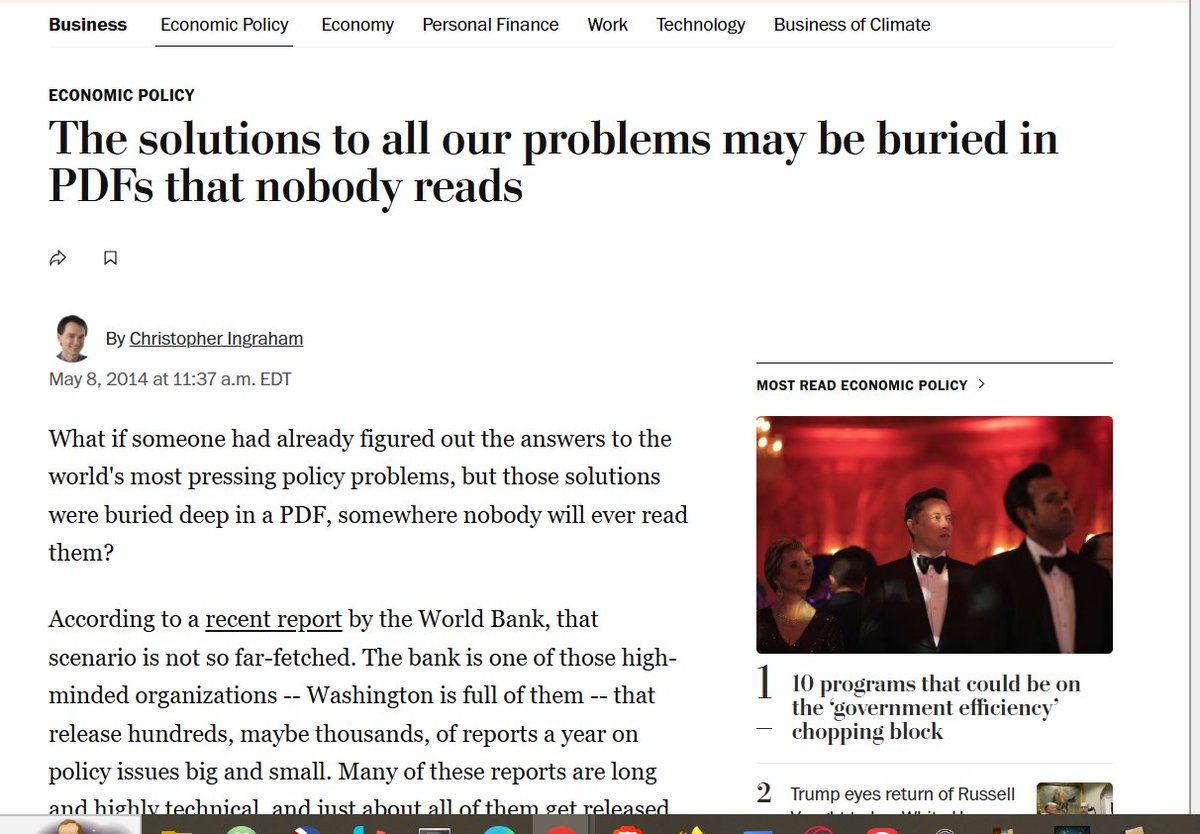 Business Economic Policy Economy Personal Finance Work Technology Business of Climate
ECONOMIC POLICY
The solutions to all our problems may be buried in
PDFs that nobody reads
By Christopher Ingraham
May 8, 2014 at 11:37 a.m. EDT
What if someone had already figured out the answers to the
world's most pressing policy problems, but those solutions
were buried deep in a PDF, somewhere nobody will ever read
them?
According to a recent report by the World Bank, that
scenario is not so far-fetched. The bank is one of those high-
minded organizations -- Washington is full of them -- that
release hundreds, maybe thousands, of reports a year on
policy issues big and small. Many of these reports are long
and highly technical, and just about all of them get released
MOST READ ECONOMIC POLICY >
1 10 programs that could be on
the ‘government efficiency’
chopping block
2 Trump eyes return of Russell